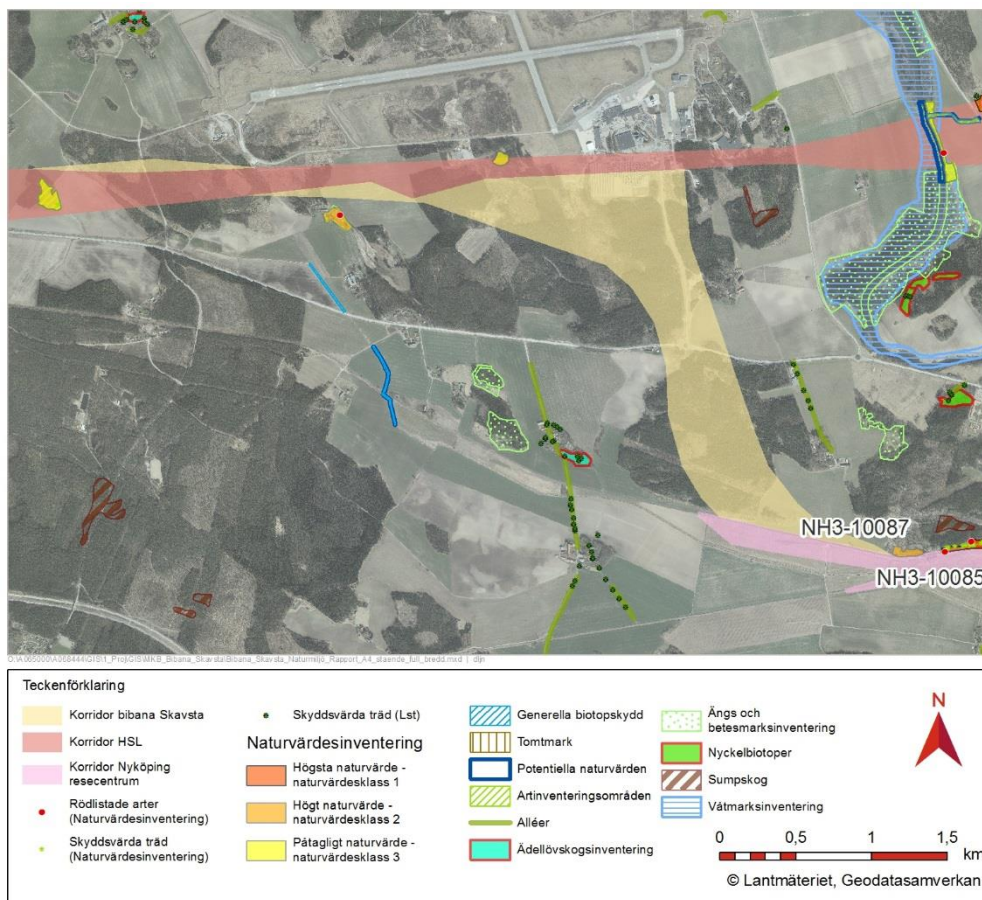 NH3-10087
NH3-10085
Teckenförklaring
Korridor bibana Skavsta
Korridor HSL
Korridor Nyköping
resecentrum
Rödlistade arter
(Naturvärdesinventering)
Skyddsvärda träd
(Naturvärdesinventering)
Skyddsvärda träd (Lst)
Naturvärdesinventering
Högsta naturvärde -
naturvärdesklass 1
Högt naturvärde -
naturvärdesklass 2
Påtagligt naturvärde -
naturvärdesklass 3
Generella biotopskydd
Tomtmark
Potentiella naturvärden
Artinventeringsområden
Alléer
Ädellövskogsinventering
Ängs och
betesmarksinventering
Nyckelbiotoper
Sumpskog
Våtmarksinventering
N
0 0,5 1 1,5
km
© Lantmäteriet, Geodatasamverkan